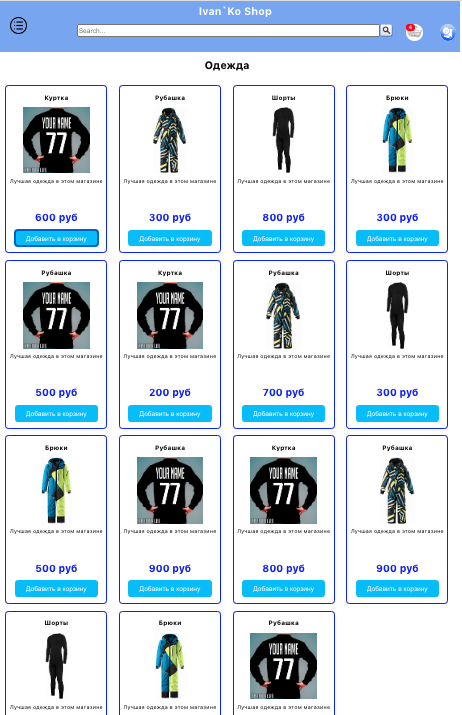 Ivan`Ko Shop
Search...
6
Одежда
Куртка
YOUR NAME
77
Лучшая одежда в этом магазине
600 руб
Добавить в корзину
Рубашка
Лучшая одежда в этом магазине
300 руб
Добавить в корзину
Шорты
Лучшая одежда в этом магазине
800 руб
Добавить в корзину
Брюки
Лучшая одежда в этом магазине
300 руб
Добавить в корзину
Рубашка
YOUR NAME
77
Лучшая одежда в этом магазине
500 руб
Добавить в корзину
Куртка
YOUR NAME
77
Лучшая одежда в этом магазине
200 руб
Добавить в корзину
Рубашка
Лучшая одежда в этом магазине
700 руб
Добавить в корзину
Шорты
Лучшая одежда в этом магазине
300 руб
Добавить в корзину
Брюки
Лучшая одежда в этом магазине
500 руб
Добавить в корзину
Рубашка
YOUR NAME
77
Лучшая одежда в этом магазине
900 руб
Добавить в корзину
Куртка
YOUR NAME
77
Лучшая одежда в этом магазине
800 руб
Добавить в корзину
Рубашка
Лучшая одежда в этом магазине
900 руб
Добавить в корзину
Шорты
Лучшая одежда в этом магазине
Брюки
Лучшая одежда в этом магазине
Рубашка
YOUR NAME
77
Лучшая одежда в этом магазине